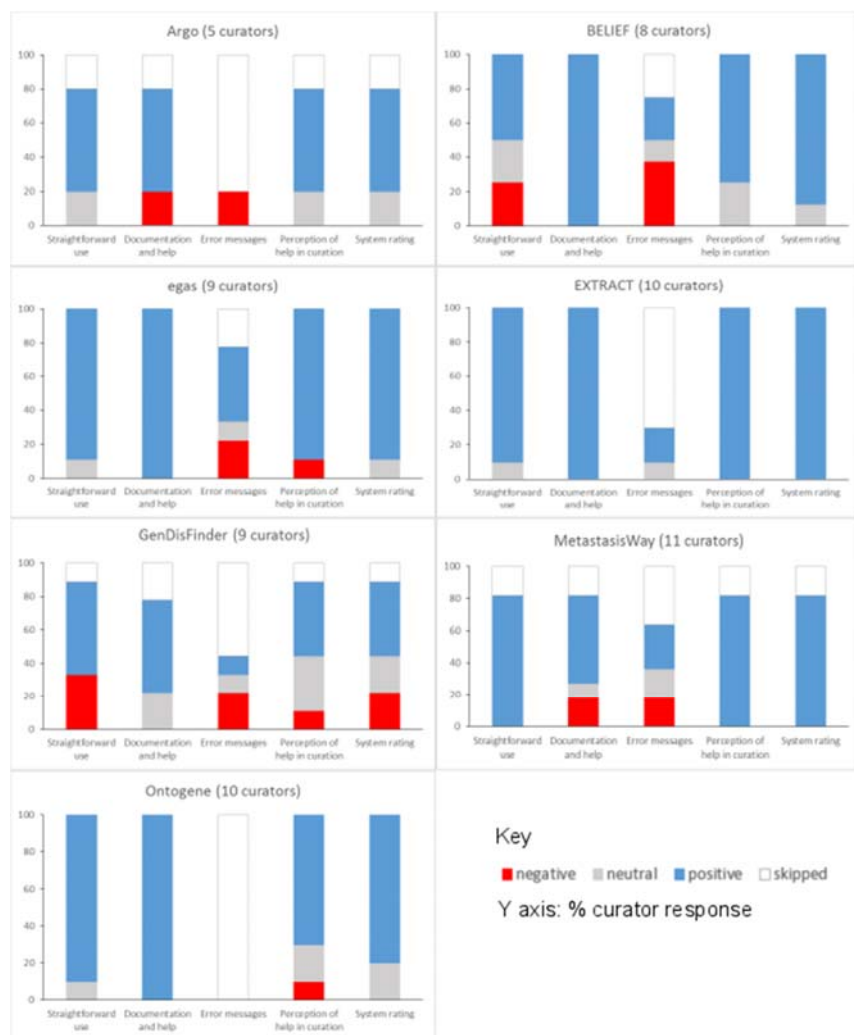 Argo (5 curators)
100
80
60
40
20
0
Straightforward use
Documentation and help
Error messages
Perception of help in curation
System rating
BELIEF (8 curators)
100
80
60
40
20
0
Straightforward use
Documentation and help
Error messages
Perception of help in curation
System rating
egas (9 curators)
100
80
60
40
20
0
Straightforward use
Documentation and help
Error messages
Perception of help in curation
System rating
EXTRACT (10 curators)
100
80
60
40
20
0
Straightforward use
Documentation and help
Error messages
Perception of help in curation
System rating
GenDisFinder (9 curators)
100
80
60
40
20
0
Straightforward use
Documentation and help
Error messages
Perception of help in curation
System rating
MetastasisWay (11 curators)
100
80
60
40
20
0
Straightforward use
Documentation and help
Error messages
Perception of help in curation
System rating
Ontogene (10 curators)
100
80
60
40
20
0
Straightforward use
Documentation and help
Error messages
Perception of help in curation
System rating
Key
negative neutral positive skipped
Y axis: % curator response